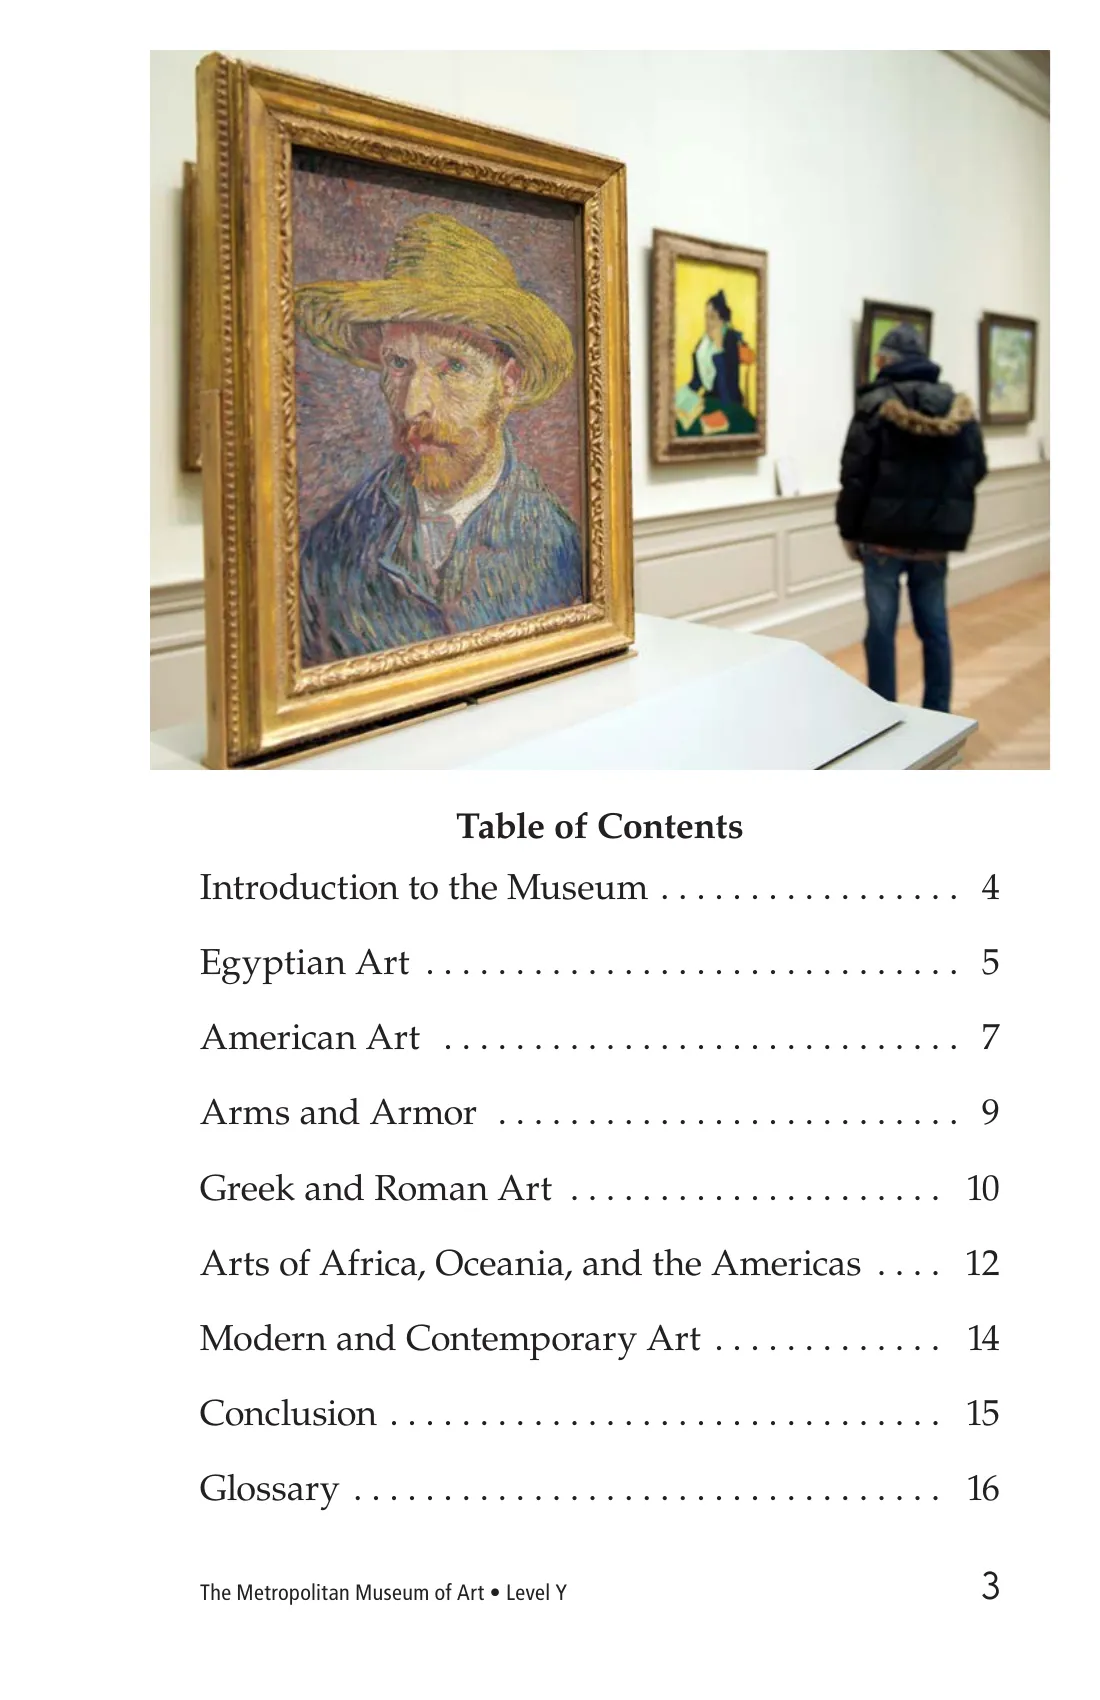 Table of Contents
Introduction to the Museum . . . . . . . . . . . . . . . . . 4
Egyptian Art . . . . . . . . . . . . . . . . . . . . . . . . . . . . . . 5
American Art . . . . . . . . . . . . . . . . . . . . . . . . . . . . . 7
Arms and Armor . . . . . . . . . . . . . . . . . . . . . . . . . . 9
Greek and Roman Art . . . . . . . . . . . . . . . . . . . . . 10
Arts of Africa, Oceania, and the Americas . . . . 12
Modern and Contemporary Art . . . . . . . . . . . . . 14
Conclusion . . . . . . . . . . . . . . . . . . . . . . . . . . . . . . . 15
Glossary . . . . . . . . . . . . . . . . . . . . . . . . . . . . . . . . . 16
The Metropolitan Museum of Art • Level Y 3